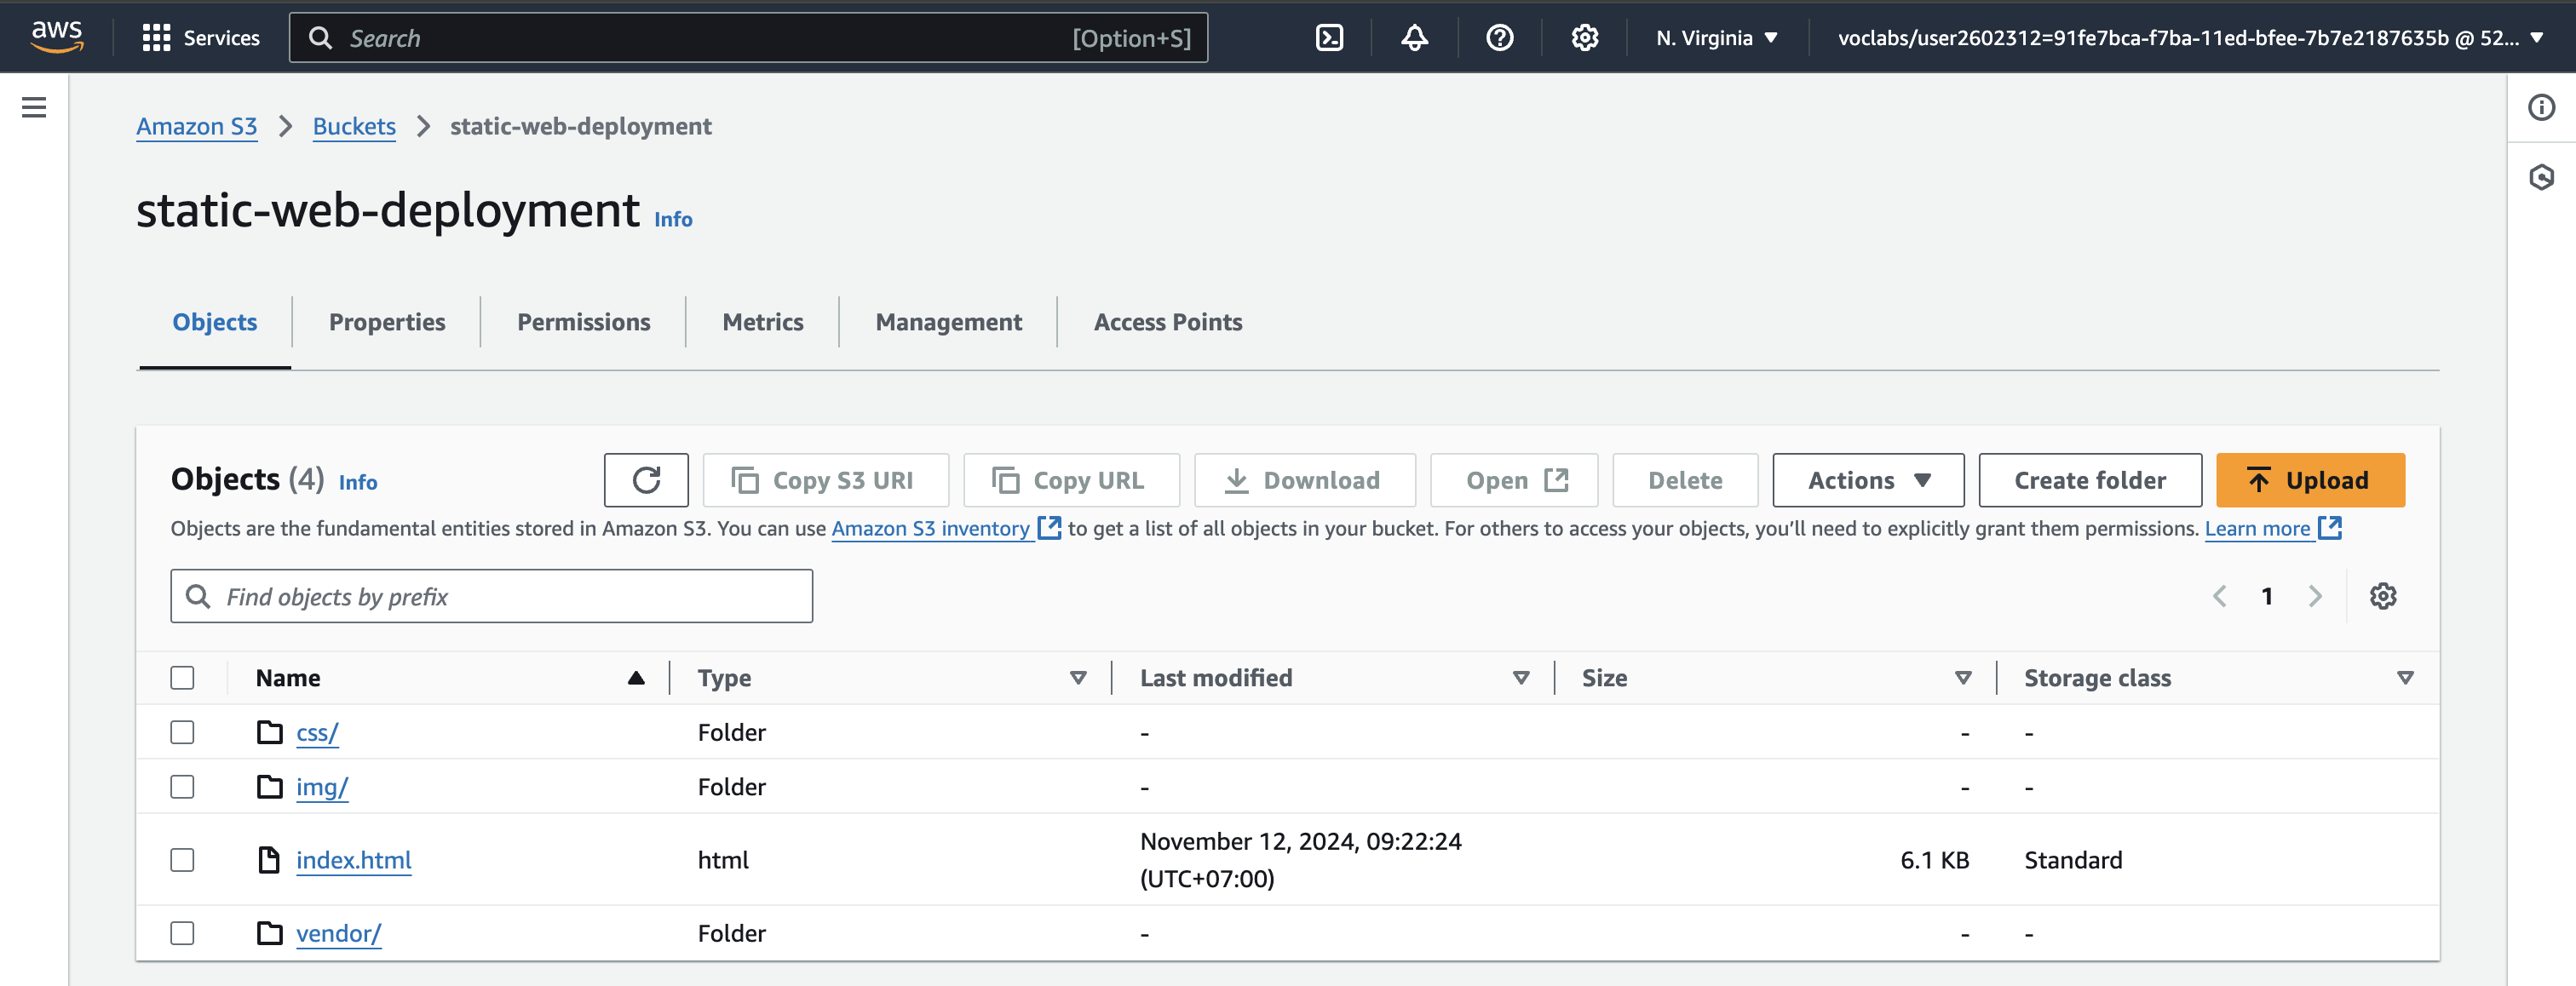 aws Services Search [Option+S] N. Virginia voclabs/user2602312=91fe7bca-f7ba-11ed-bfee-7b7e2187635b @ 52...
Amazon S3 Buckets static-web-deployment
static-web-deployment Info
Objects Properties Permissions Metrics Management Access Points
Objects (4) Info Copy S3 URI Copy URL Download Open Delete Actions Create folder Upload
Objects are the fundamental entities stored in Amazon S3. You can use Amazon S3 inventory to get a list of all objects in your bucket. For others to access your objects, you’ll need to explicitly grant them permissions. Learn more
Find objects by prefix 1
Name Type Last modified Size Storage class
css/ Folder - - -
img/ Folder - - -
index.html html November 12, 2024, 09:22:24 (UTC+07:00) 6.1 KB Standard
vendor/ Folder - - -